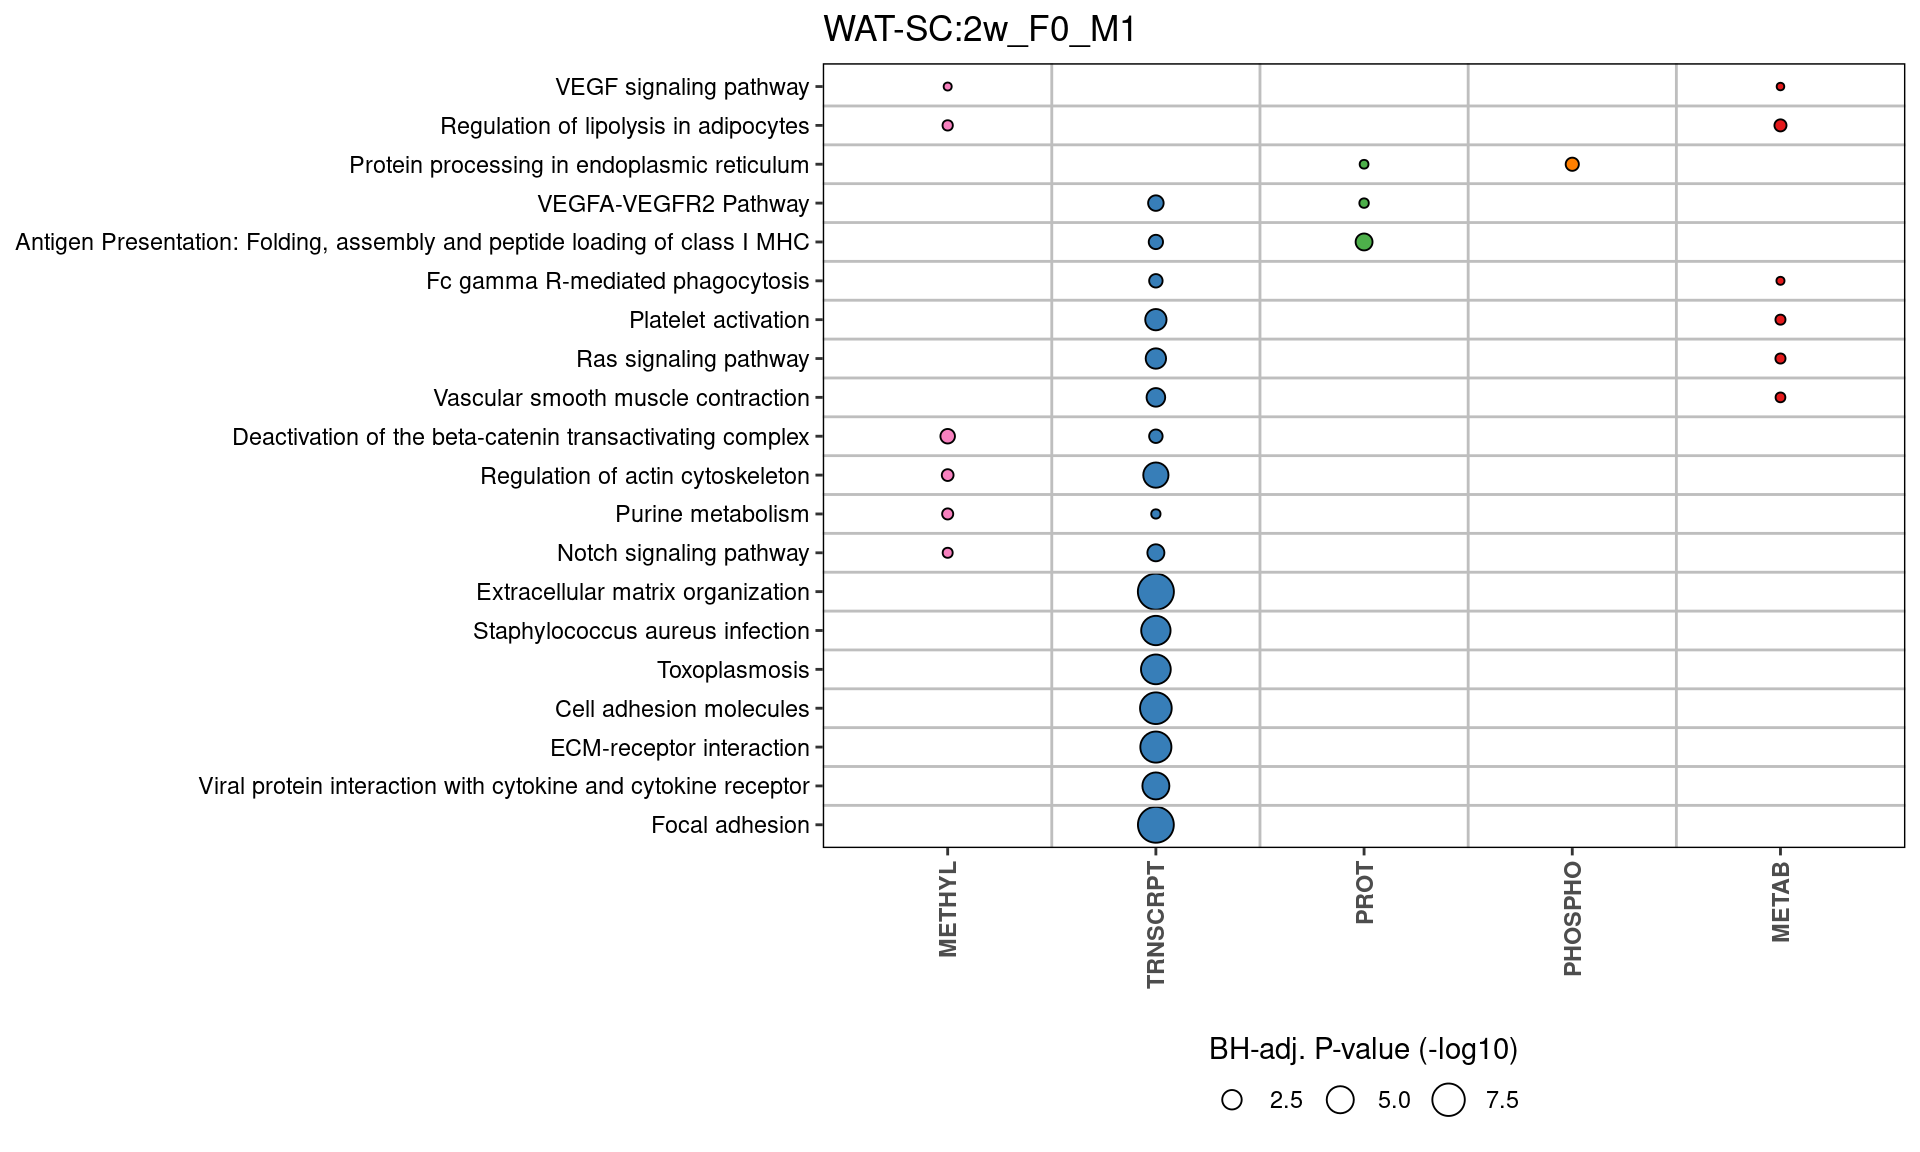 WAT-SC:2w_F0_M1
VEGF signaling pathway
Regulation of lipolysis in adipocytes
Protein processing in endoplasmic reticulum
VEGFA-VEGFR2 Pathway
Antigen Presentation: Folding, assembly and peptide loading of class I MHC
Fc gamma R-mediated phagocytosis
Platelet activation
Ras signaling pathway
Vascular smooth muscle contraction
Deactivation of the beta-catenin transactivating complex
Regulation of actin cytoskeleton
Purine metabolism
Notch signaling pathway
Extracellular matrix organization
Staphylococcus aureus infection
Toxoplasmosis
Cell adhesion molecules
ECM-receptor interaction
Viral protein interaction with cytokine and cytokine receptor
Focal adhesion
METHYL
TRNSCRPT
PROT
PHOSPHO
METAB
BH-adj. P-value (-log10)
2.5 5.0 7.5